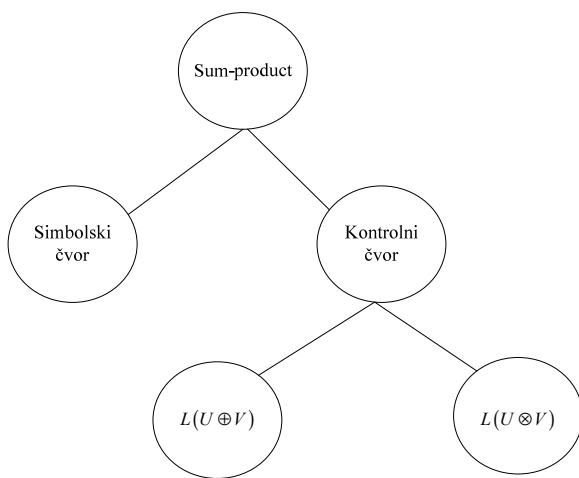 Sum-product
Simbolski
čvor
Kontrolni
čvor
L(U⊕V)
L(U⊗V)